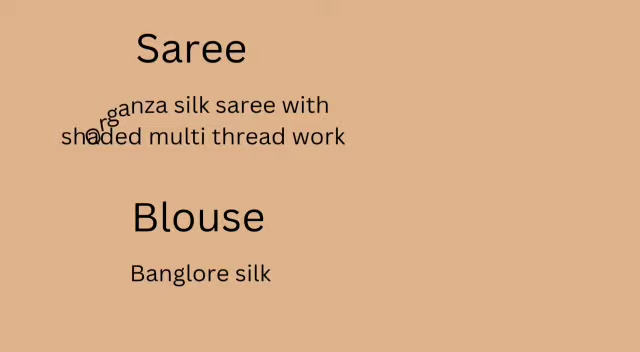 Saree
Organza silk saree with
shaded multi thread work
Blouse
Banglore silk